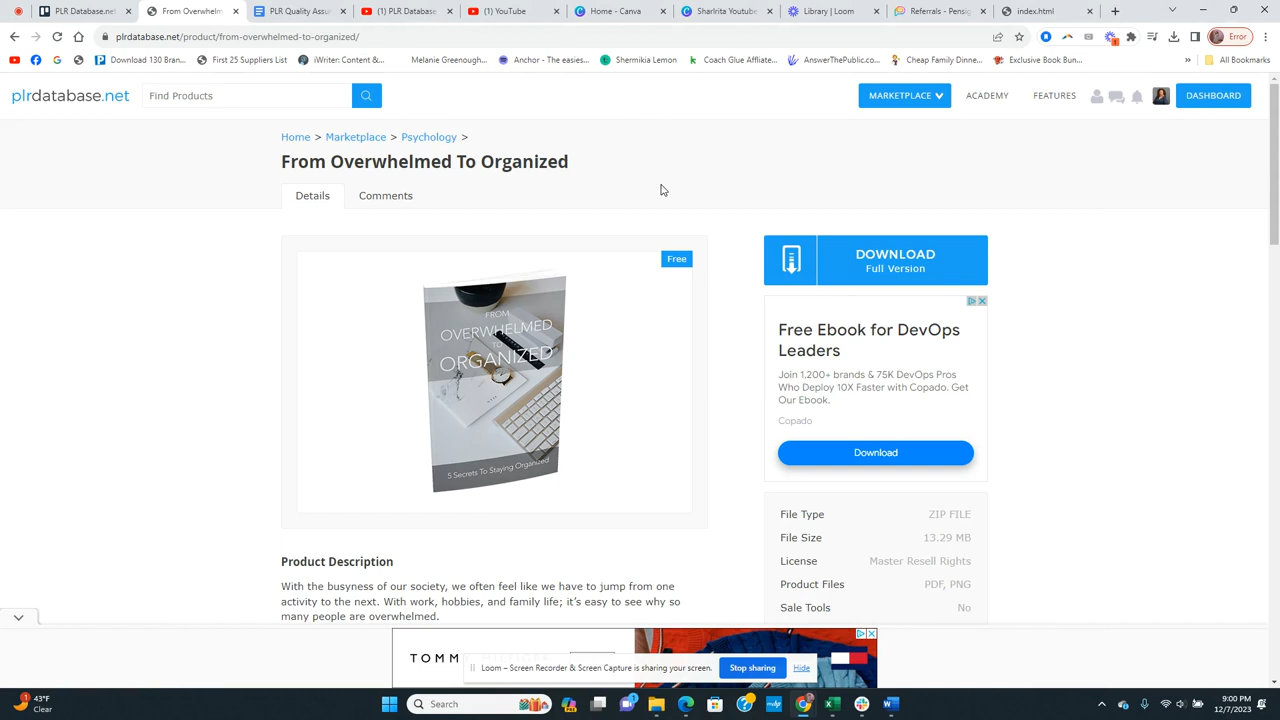 PLR Database.net
From Overwhelm
PLR Quality Assur
(1) PLR Database
(1) YouTube
Home - Canva
Sharlrita Youtube
Library | Loom
Referrals - Pensig
index.html
plrdatabase.net/product/from-overwhelmed-to-organized/
Error
Download 130 Bran...
First 25 Suppliers List
iWriter: Content &...
Melanie Greenough...
Anchor - The easies...
Shermikia Lemon
Coach Glue Affliate...
AnswerThePublic.co...
Cheap Family Dinne...
Exclusive Book Bun...
»
All Bookmarks
plrdatabase.net
Find Products
MARKETPLACE
ACADEMY
FEATURES
DASHBOARD
Home > Marketplace > Psychology >
From Overwhelmed To Organized
Details
Comments
Free
FROM
OVERWHELMED
TO
ORGANIZED
5 Secrets To Staying Organized
DOWNLOAD
Full Version
Free Ebook for DevOps
Leaders
Join 1,200+ brands & 75K DevOps Pros
Who Deploy 10X Faster with Copado. Get
Our Ebook.
Copado
Download
File Type ZIP FILE
File Size 13.29 MB
License Master Resell Rights
Product Files PDF, PNG
Sale Tools No
Product Description
With the busyness of our society, we often feel like we have to jump from one
activity to the next. With work, hobbies, and family life; it's easy to see why so
many people are overwhelmed.
TOMM
Loom – Screen Recorder & Screen Capture is sharing your screen.
Stop sharing
Hide
1
43°F
Clear
Search
1
9:00 PM
12/7/2023